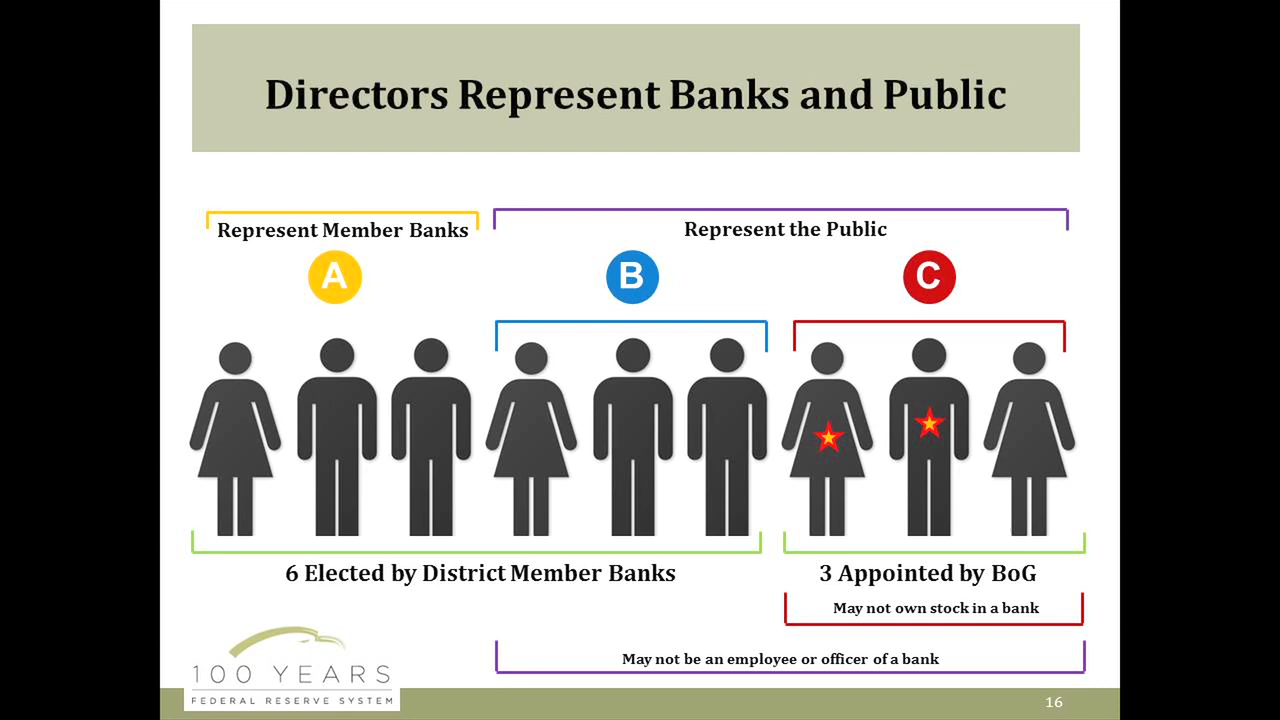 Directors Represent Banks and Public
Represent Member Banks
Represent the Public
A
B
C
6 Elected by District Member Banks
3 Appointed by BoG
May not own stock in a bank
May not be an employee or officer of a bank
100 YEARS
FEDERAL RESERVE SYSTEM
16